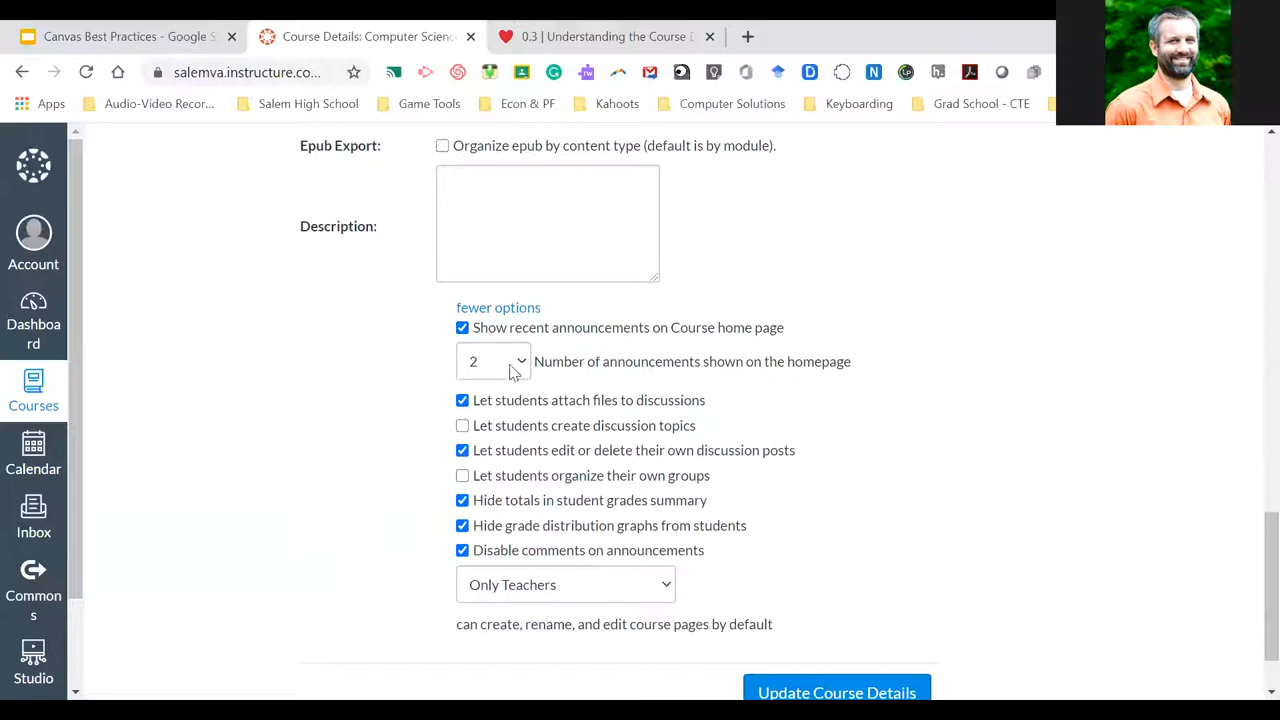 Canvas Best Practices - Google S
Course Details: Computer Scienc
0.3 | Understanding the Course D
salemva.instructure.co...
Apps
Audio-Video Recor...
Salem High School
Game Tools
Econ & PF
Kahoots
Computer Solutions
Keyboarding
Grad School - CTE
Epub Export:
Organize epub by content type (default is by module).
Description:
Account
Dashboa
rd
Courses
Calendar
Inbox
Common
s
Studio
fewer options
Show recent announcements on Course home page
2 Number of announcements shown on the homepage
Let students attach files to discussions
Let students create discussion topics
Let students edit or delete their own discussion posts
Let students organize their own groups
Hide totals in student grades summary
Hide grade distribution graphs from students
Disable comments on announcements
Only Teachers
can create, rename, and edit course pages by default
Update Course Details